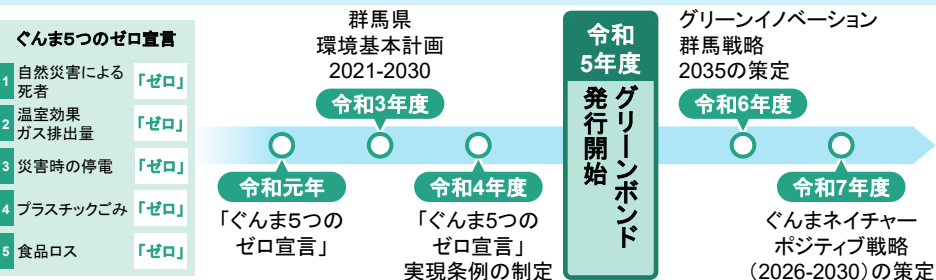 ぐんま5つのゼロ宣言
1 自然災害による
死者
「ゼロ」
2 温室効果
ガス排出量
「ゼロ」
3 災害時の停電
「ゼロ」
4 プラスチックごみ
「ゼロ」
5 食品ロス
「ゼロ」
令和元年
「ぐんま5つの
ゼロ宣言」
群馬県
環境基本計画
2021-2030
令和3年度
令和4年度
「ぐんま5つの
ゼロ宣言」
実現条例の制定
令和
5年度
グリーンボンド
発行開始
グリーンイノベーション
群馬戦略
2035の策定
令和6年度
令和7年度
ぐんまネイチャー
ポジティブ戦略
(2026-2030)の策定